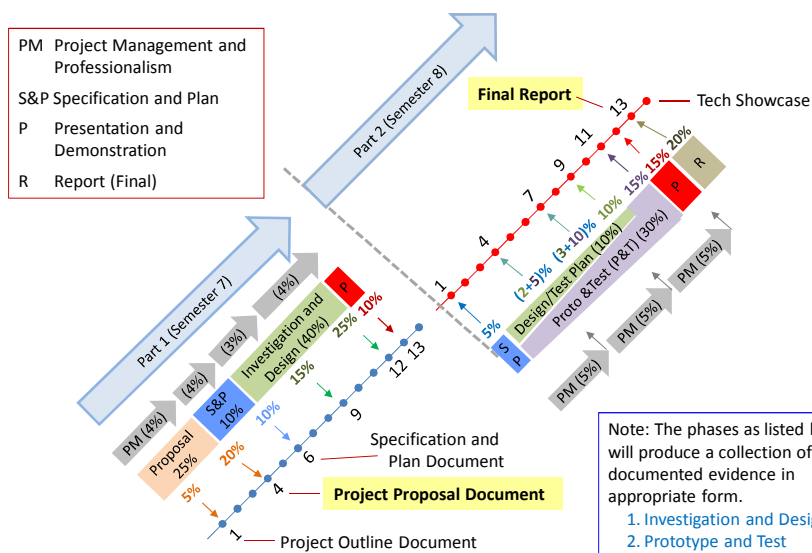 PM Project Management and
Professionalism
S&P Specification and Plan
P Presentation and
Demonstration
R Report (Final)
Part 1 (Semester 7)
Part 2 (Semester 8)
Final Report
Tech Showcase
1
4
7
9
11
13
5%
(2+5)%
(3+10)%
10%
15%
15%
20%
S
P
Design/Test Plan (10%)
Proto &Test (P&T) (30%)
P
R
PM (5%)
PM (5%)
PM (5%)
PM (4%)
(4%)
(3%)
(4%)
Proposal
25%
S&P
10%
Investigation and
Design (40%)
P
5%
20%
10%
15%
25%
10%
1
4
6
9
12
13
Specification and
Plan Document
Project Proposal Document
Project Outline Document
Note: The phases as listed
will produce a collection of
documented evidence in
appropriate form.
1. Investigation and Desig
2. Prototype and Test